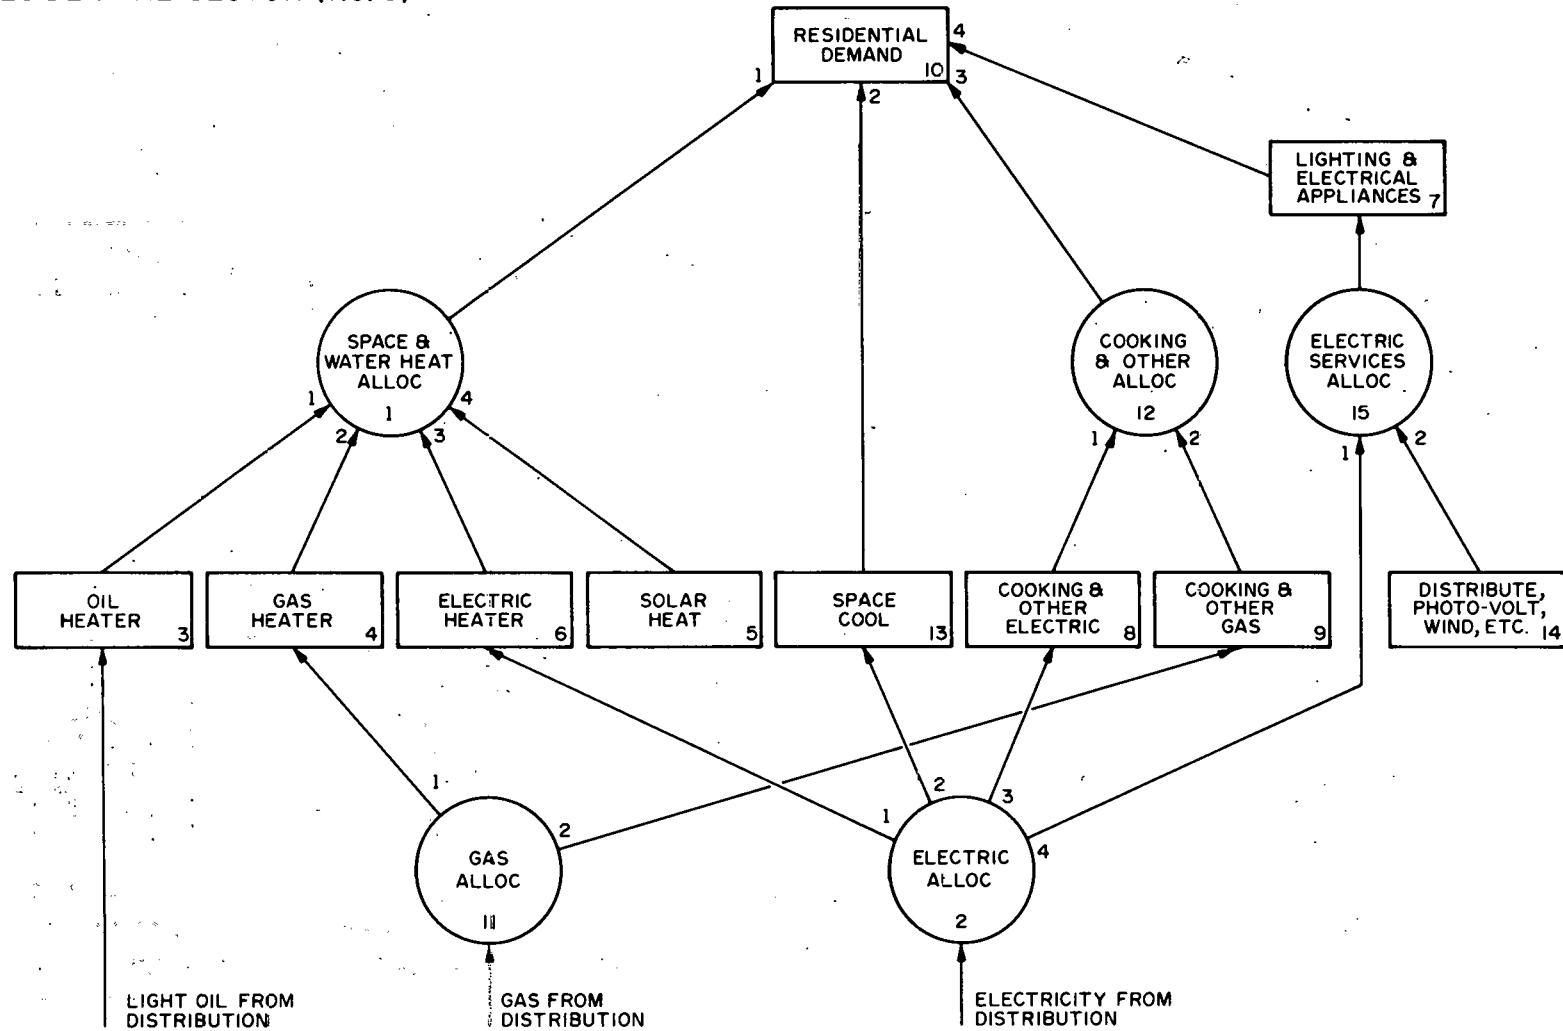 RESIDENTIAL
DEMAND
10
1
2
3
4
LIGHTING &
ELECTRICAL
APPLIANCES 7
SPACE &
WATER HEAT
ALLOC
1
1
2
3
4
COOKING
& OTHER
ALLOC
12
1
2
ELECTRIC
SERVICES
ALLOC
15
1
2
OIL
HEATER
3
GAS
HEATER
4
ELECTRIC
HEATER
6
SOLAR
HEAT
5
SPACE
COOL
13
COOKING &
OTHER
ELECTRIC 8
COOKING &
OTHER
GAS 9
DISTRIBUTE,
PHOTO-VOLT,
WIND, ETC. 14
GAS
ALLOC
11
1
2
ELECTRIC
ALLOC
2
1
2
3
4
LIGHT OIL FROM
DISTRIBUTION
GAS FROM
DISTRIBUTION
ELECTRICITY FROM
DISTRIBUTION